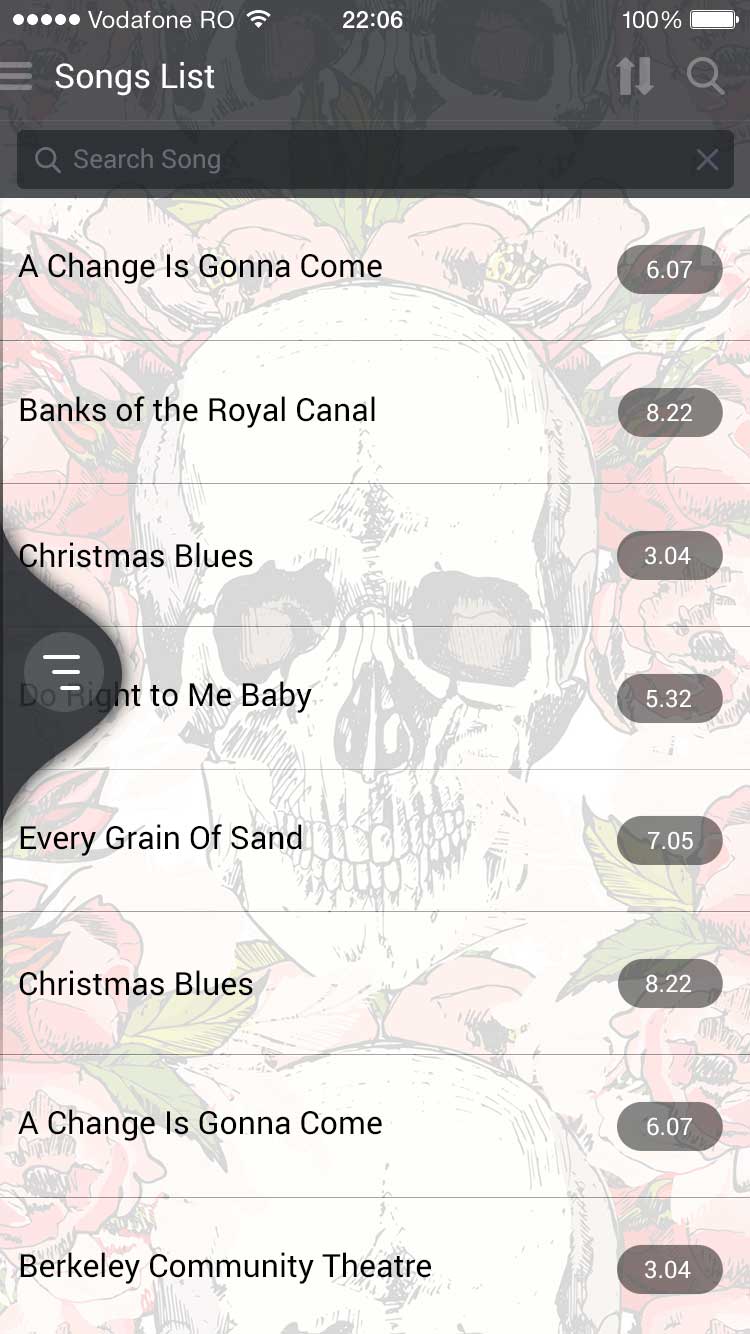 Vodafone RO 22:06 100%
Songs List
Search Song
A Change Is Gonna Come 6.07
Banks of the Royal Canal 8.22
Christmas Blues 3.04
Do Right to Me Baby 5.32
Every Grain Of Sand 7.05
Christmas Blues 8.22
A Change Is Gonna Come 6.07
Berkeley Community Theatre 3.04